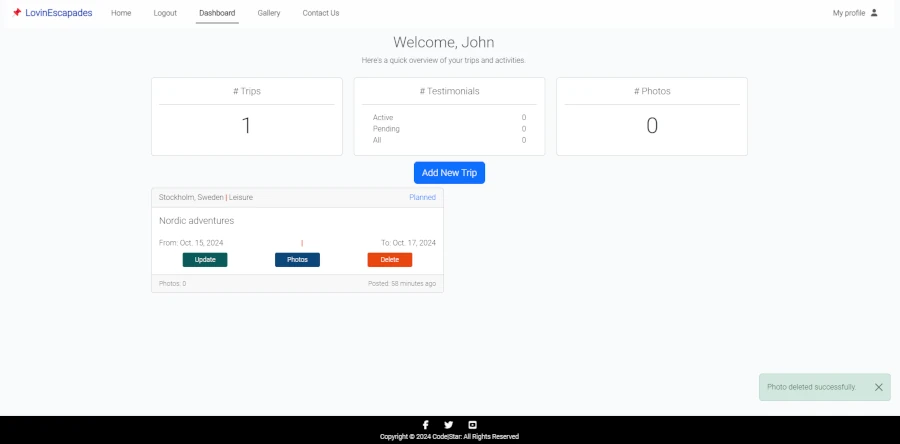 LovinEscapades Home Logout Dashboard Gallery Contact Us My profile
Welcome, John
Here's a quick overview of your trips and activities.
# Trips
1
# Testimonials
Active 0
Pending 0
All 0
# Photos
0
Add New Trip
Stockholm, Sweden | Leisure Planned
Nordic adventures
From: Oct. 15, 2024 | To: Oct. 17, 2024
Update Photos Delete
Photos: 0 Posted: 58 minutes ago
Photo deleted successfully.
Copyright © 2024 Code|Star: All Rights Reserved